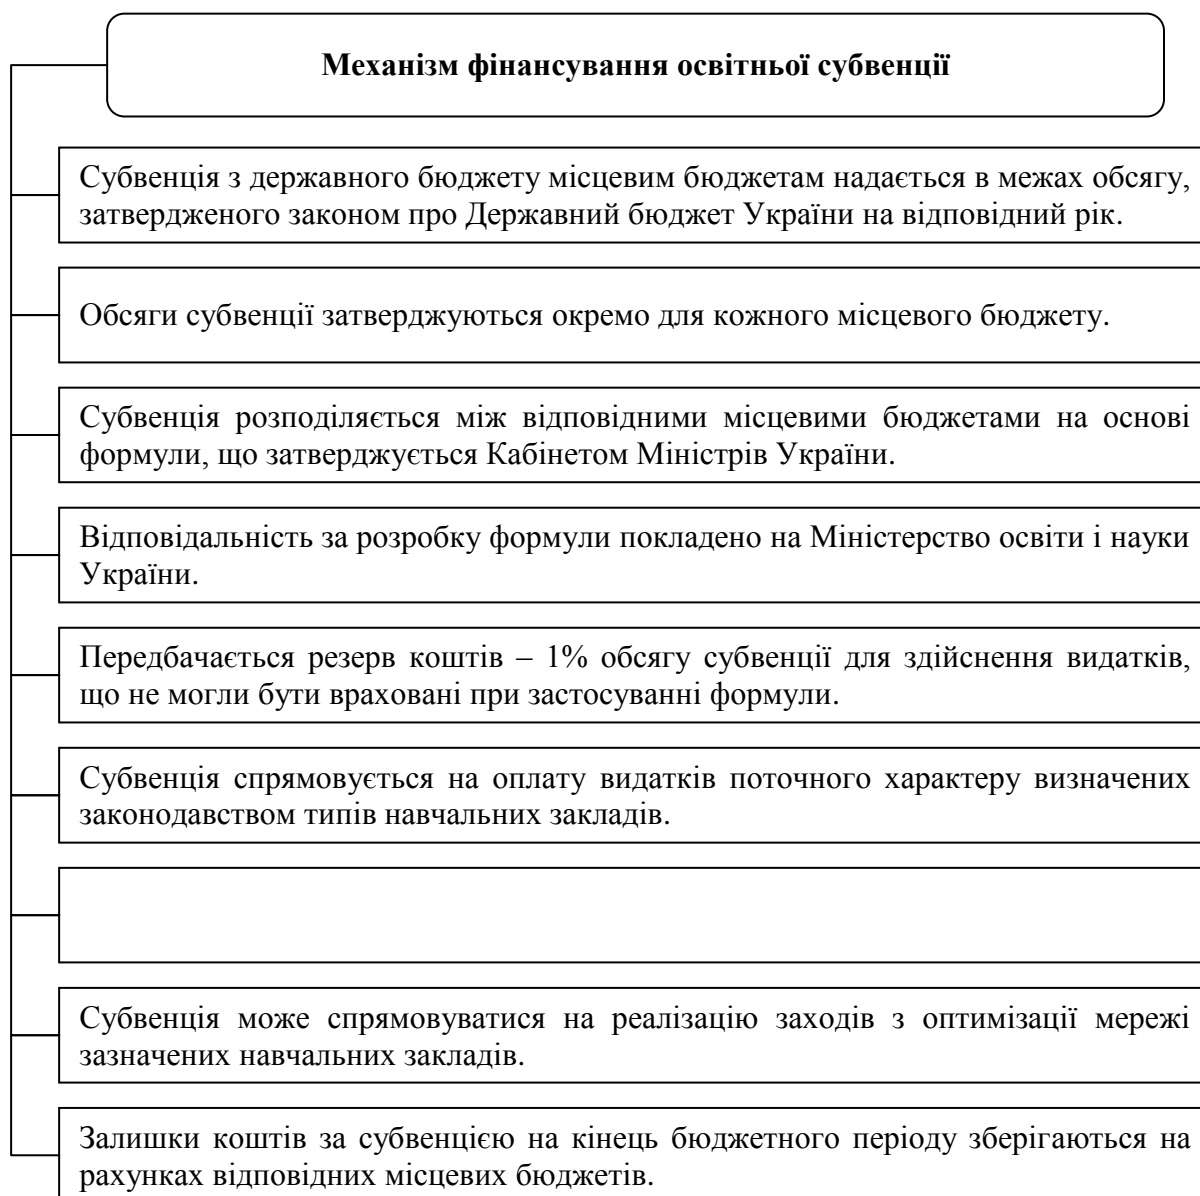 Механізм фінансування освітньої субвенції
Субвенція з державного бюджету місцевим бюджетам надається в межах обсягу,
затвердженого законом про Державний бюджет України на відповідний рік.
Обсяги субвенції затверджуються окремо для кожного місцевого бюджету.
Субвенція розподіляється між відповідними місцевими бюджетами на основі
формули, що затверджується Кабінетом Міністрів України.
Відповідальність за розробку формули покладено на Міністерство освіти і науки
України.
Передбачається резерв коштів – 1% обсягу субвенції для здійснення видатків,
що не могли бути враховані при застосуванні формули.
Субвенція спрямовується на оплату видатків поточного характеру визначених
законодавством типів навчальних закладів.
Субвенція може спрямовуватися на реалізацію заходів з оптимізації мережі
зазначених навчальних закладів.
Залишки коштів за субвенцією на кінець бюджетного періоду зберігаються на
рахунках відповідних місцевих бюджетів.